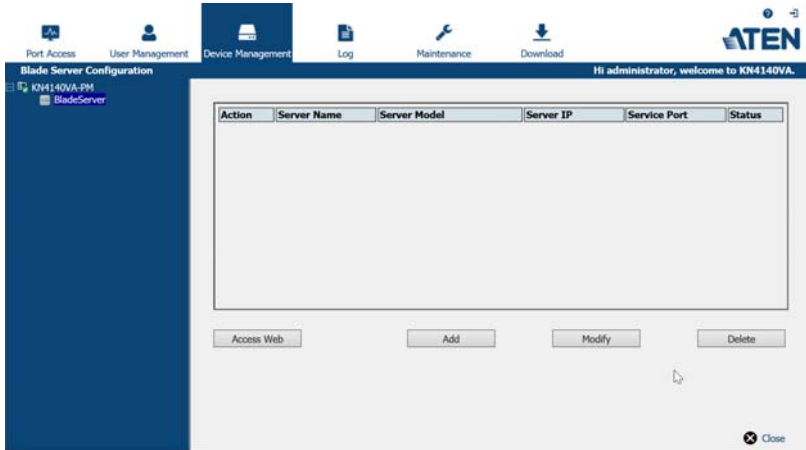 ATEN
Port Access User Management Device Management Log Maintenance Download
Blade Server Configuration
Hi administrator, welcome to KN4140VA.
KN4140VA-PM
BladeServer
Action Server Name Server Model Server IP Service Port Status
Access Web Add Modify Delete
Close